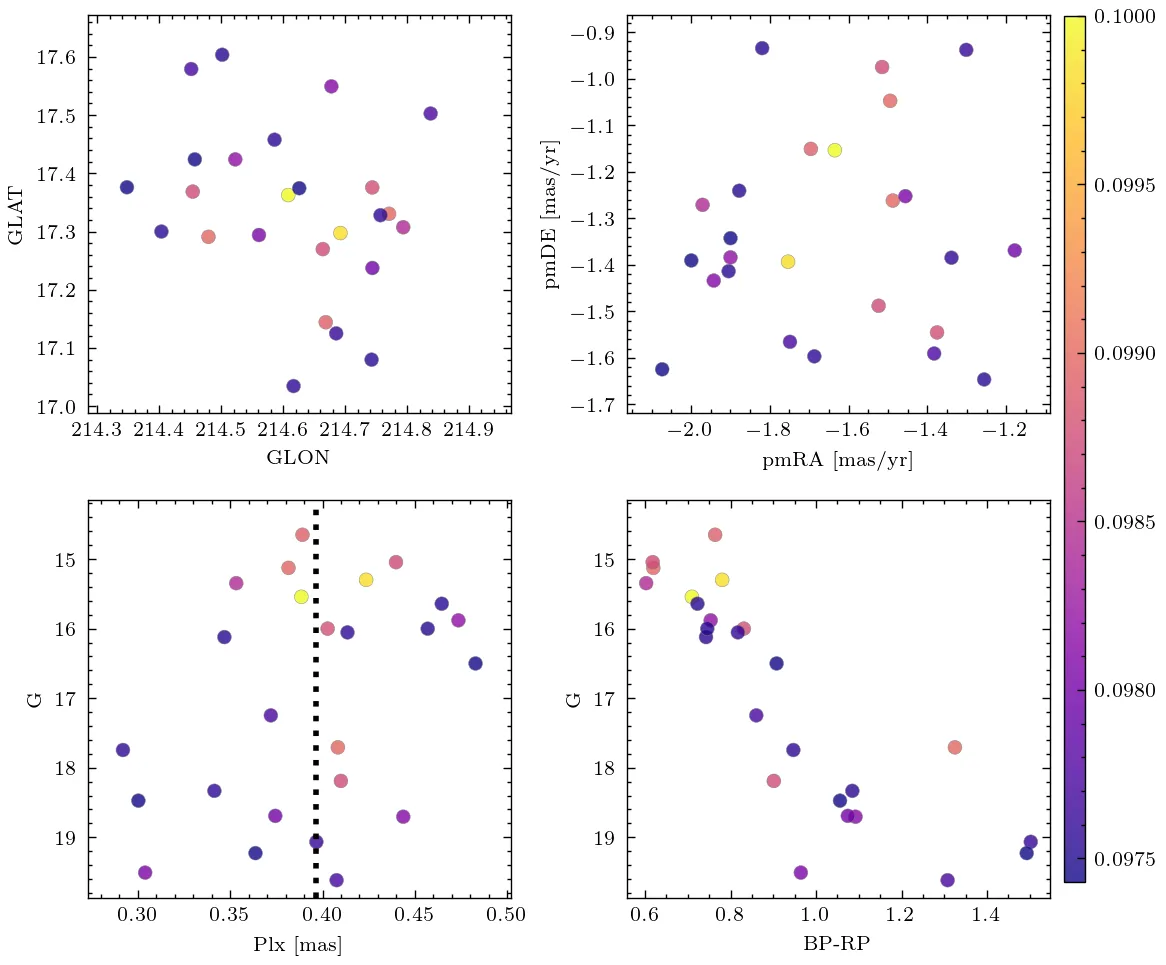 17.6
17.5
17.4
17.3
17.2
17.1
17.0
GLAT
214.3 214.4 214.5 214.6 214.7 214.8 214.9
GLON
−0.9
−1.0
−1.1
−1.2
−1.3
−1.4
−1.5
−1.6
−1.7
pmDE [mas/yr]
−2.0 −1.8 −1.6 −1.4 −1.2
pmRA [mas/yr]
15
16
17
18
19
G
0.30 0.35 0.40 0.45 0.50
Plx [mas]
15
16
17
18
19
G
0.6 0.8 1.0 1.2 1.4
BP-RP
0.1000
0.0995
0.0990
0.0985
0.0980
0.0975